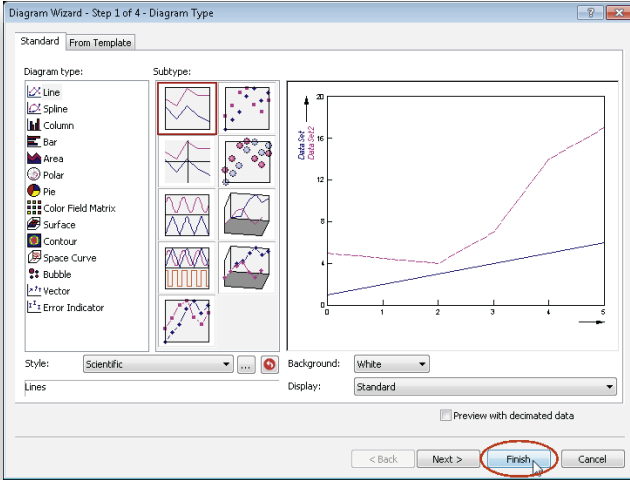 Diagram Wizard - Step 1 of 4 - Diagram Type
Standard From Template
Diagram type: Subtype:
Line
Spline
Column
Bar
Area
Polar
Pie
Color Field Matrix
Surface
Contour
Space Curve
Bubble
Vector
Error Indicator
Data Set
Data Set2
20
16
12
8
4
0
0 1 2 3 4 5
Style: Scientific ... Background: White
Lines Display: Standard
Preview with decimated data
< Back Next > Finish Cancel